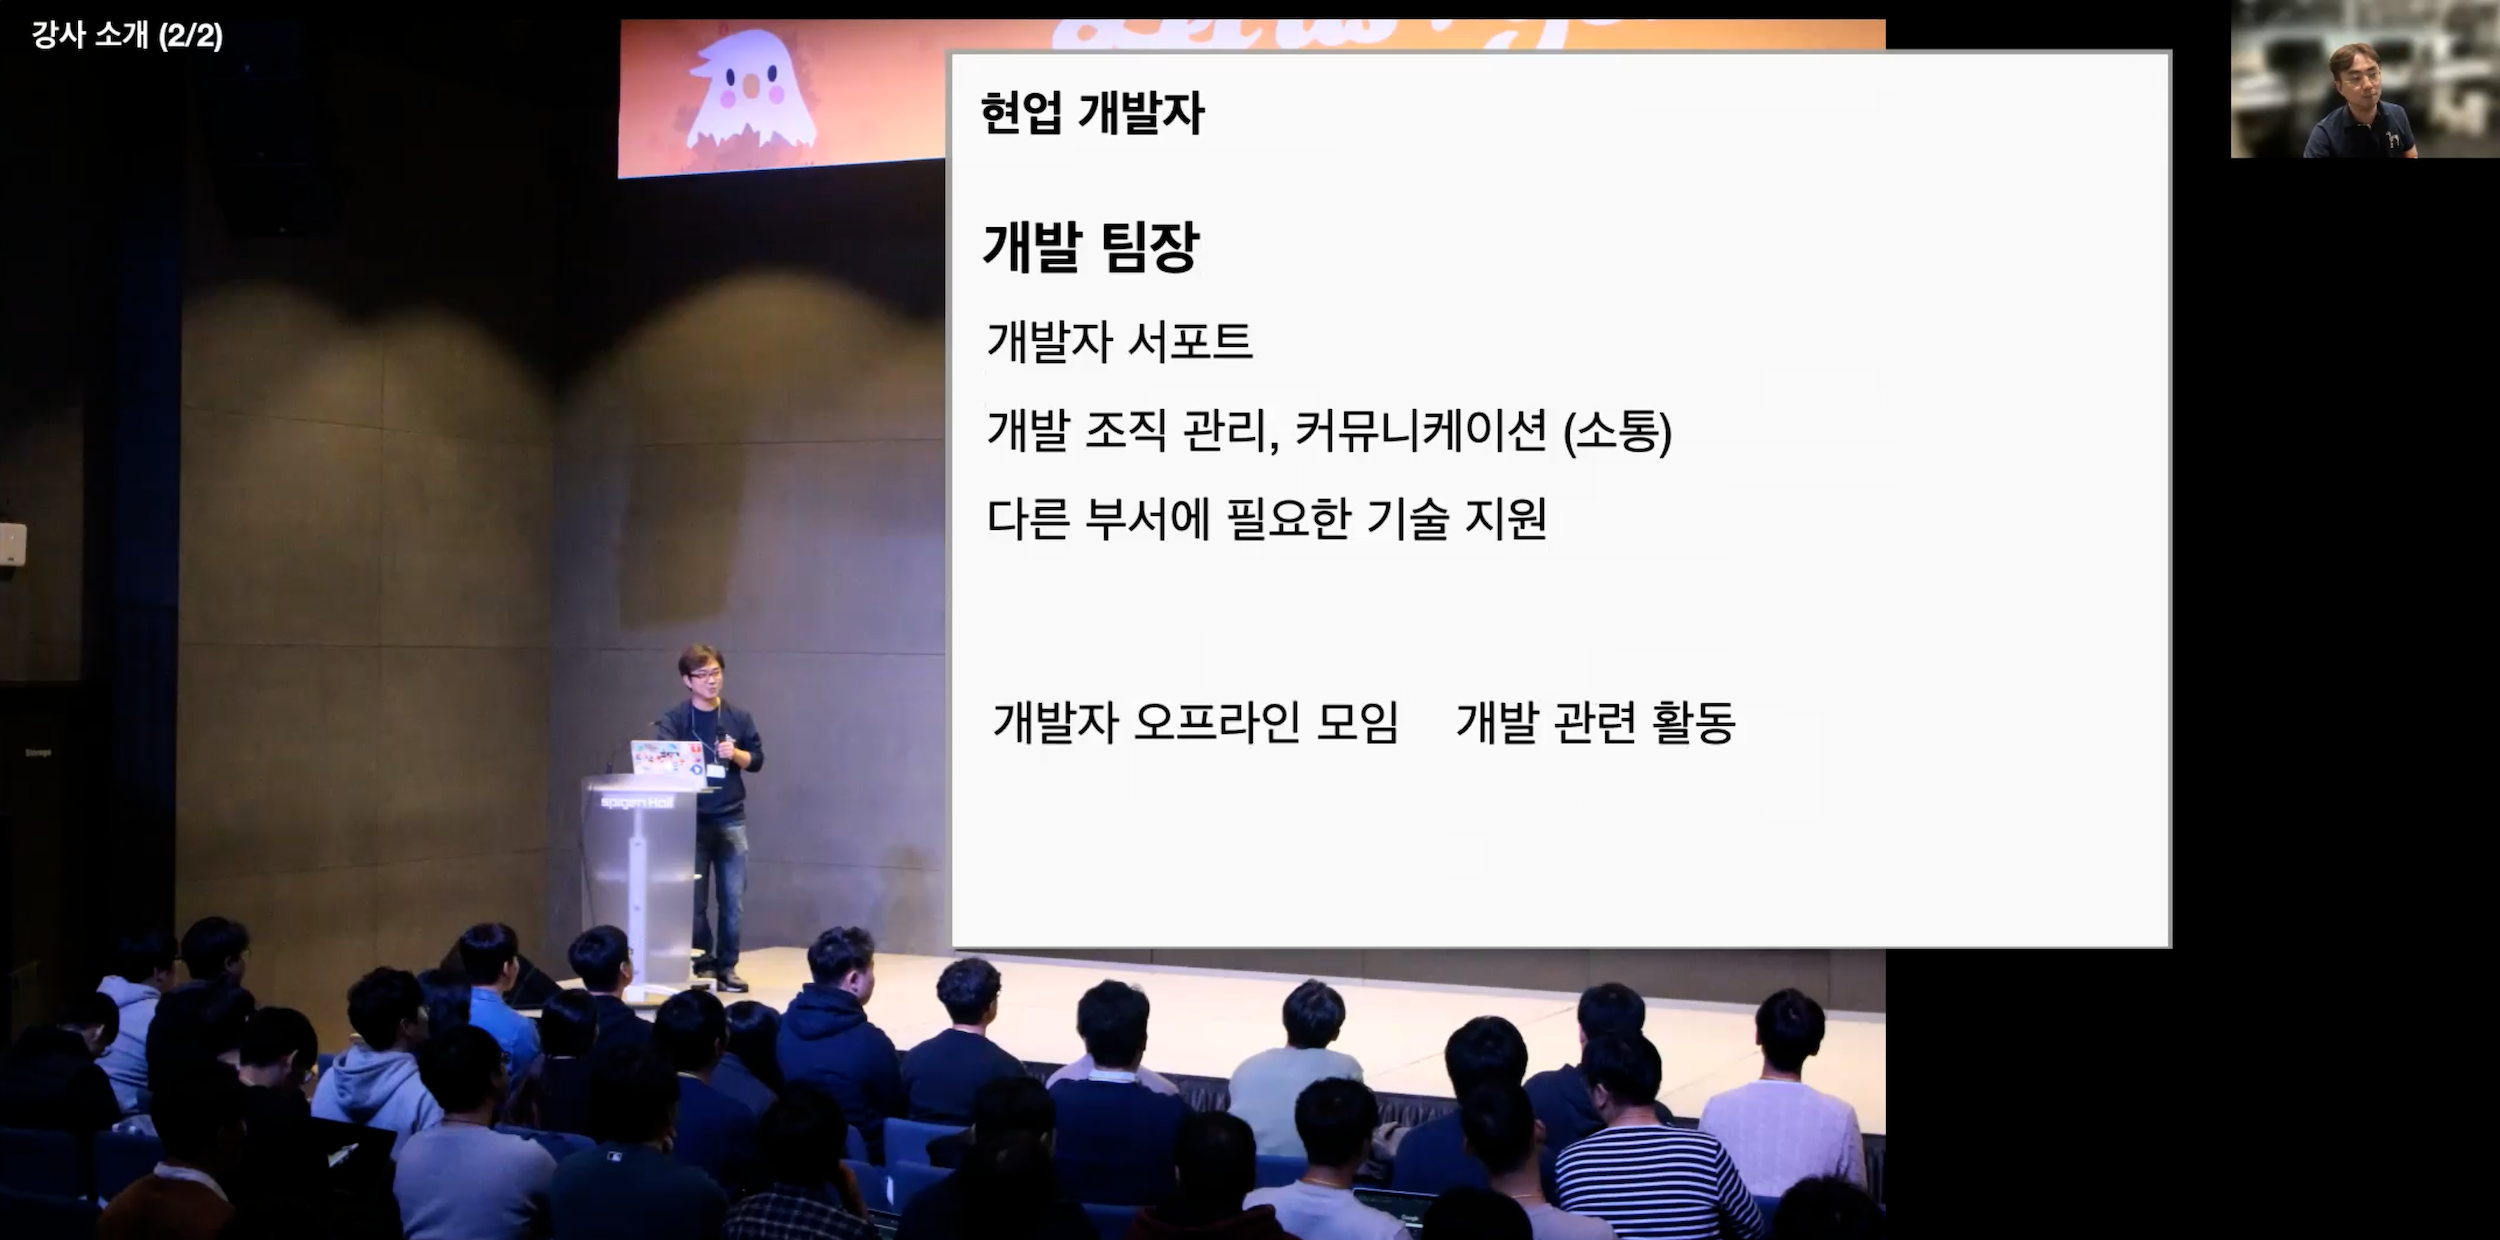 강사 소개 (2/2)
현업 개발자
개발 팀장
개발자 서포트
개발 조직 관리, 커뮤니케이션 (소통)
다른 부서에 필요한 기술 지원
개발자 오프라인 모임 개발 관련 활동
spigen Hall
Storage
Google